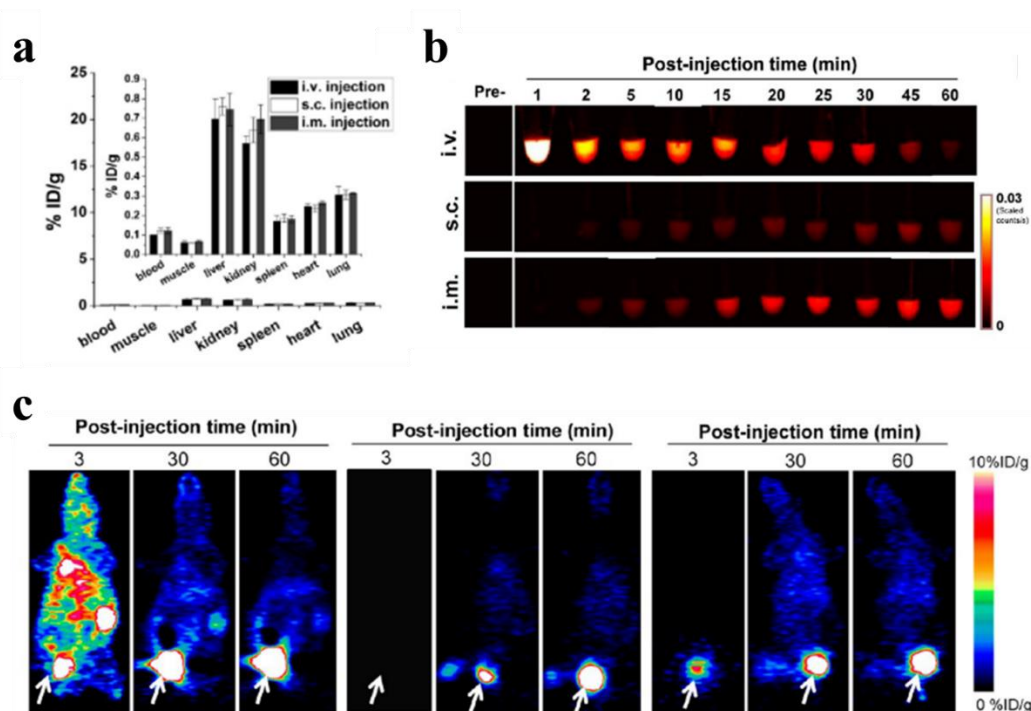 a
25
20
15
10
5
0
% ID/g
0.9
0.8
0.7
0.6
0.5
0.4
0.3
0.2
0.1
0.0
% ID/g
i.v. injection
s.c. injection
i.m. injection
blood
muscle
liver
kidney
spleen
heart
lung
blood
muscle
liver
kidney
spleen
heart
lung
b
Post-injection time (min)
Pre- 1 2 5 10 15 20 25 30 45 60
i.v.
s.c.
i.m.
0.03
(Scaled
counts/s)
0
c
Post-injection time (min)
3 30 60
Post-injection time (min)
3 30 60
Post-injection time (min)
3 30 60
10%ID/g
0 %ID/g